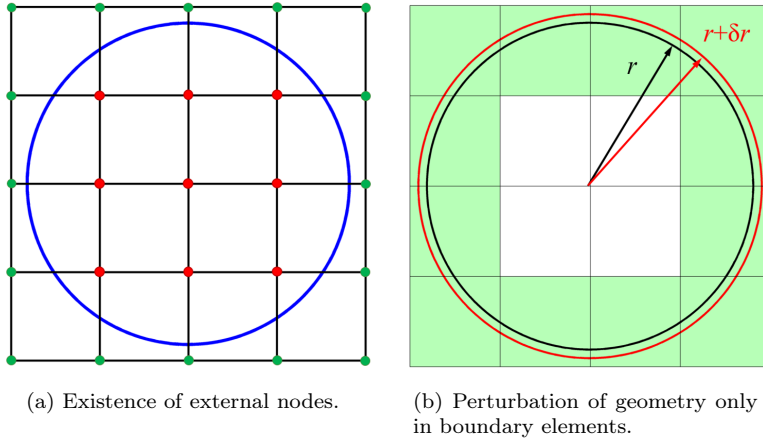 r+δr
r
(a) Existence of external nodes.
(b) Perturbation of geometry only
in boundary elements.